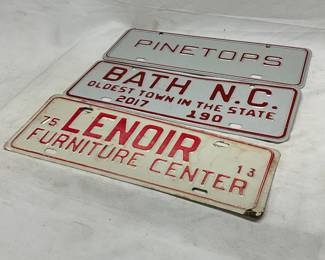 PINETOPS
BATH N.C.
OLDEST TOWN IN THE STATE
2017 190
LENOIR
75 13
FURNITURE CENTER